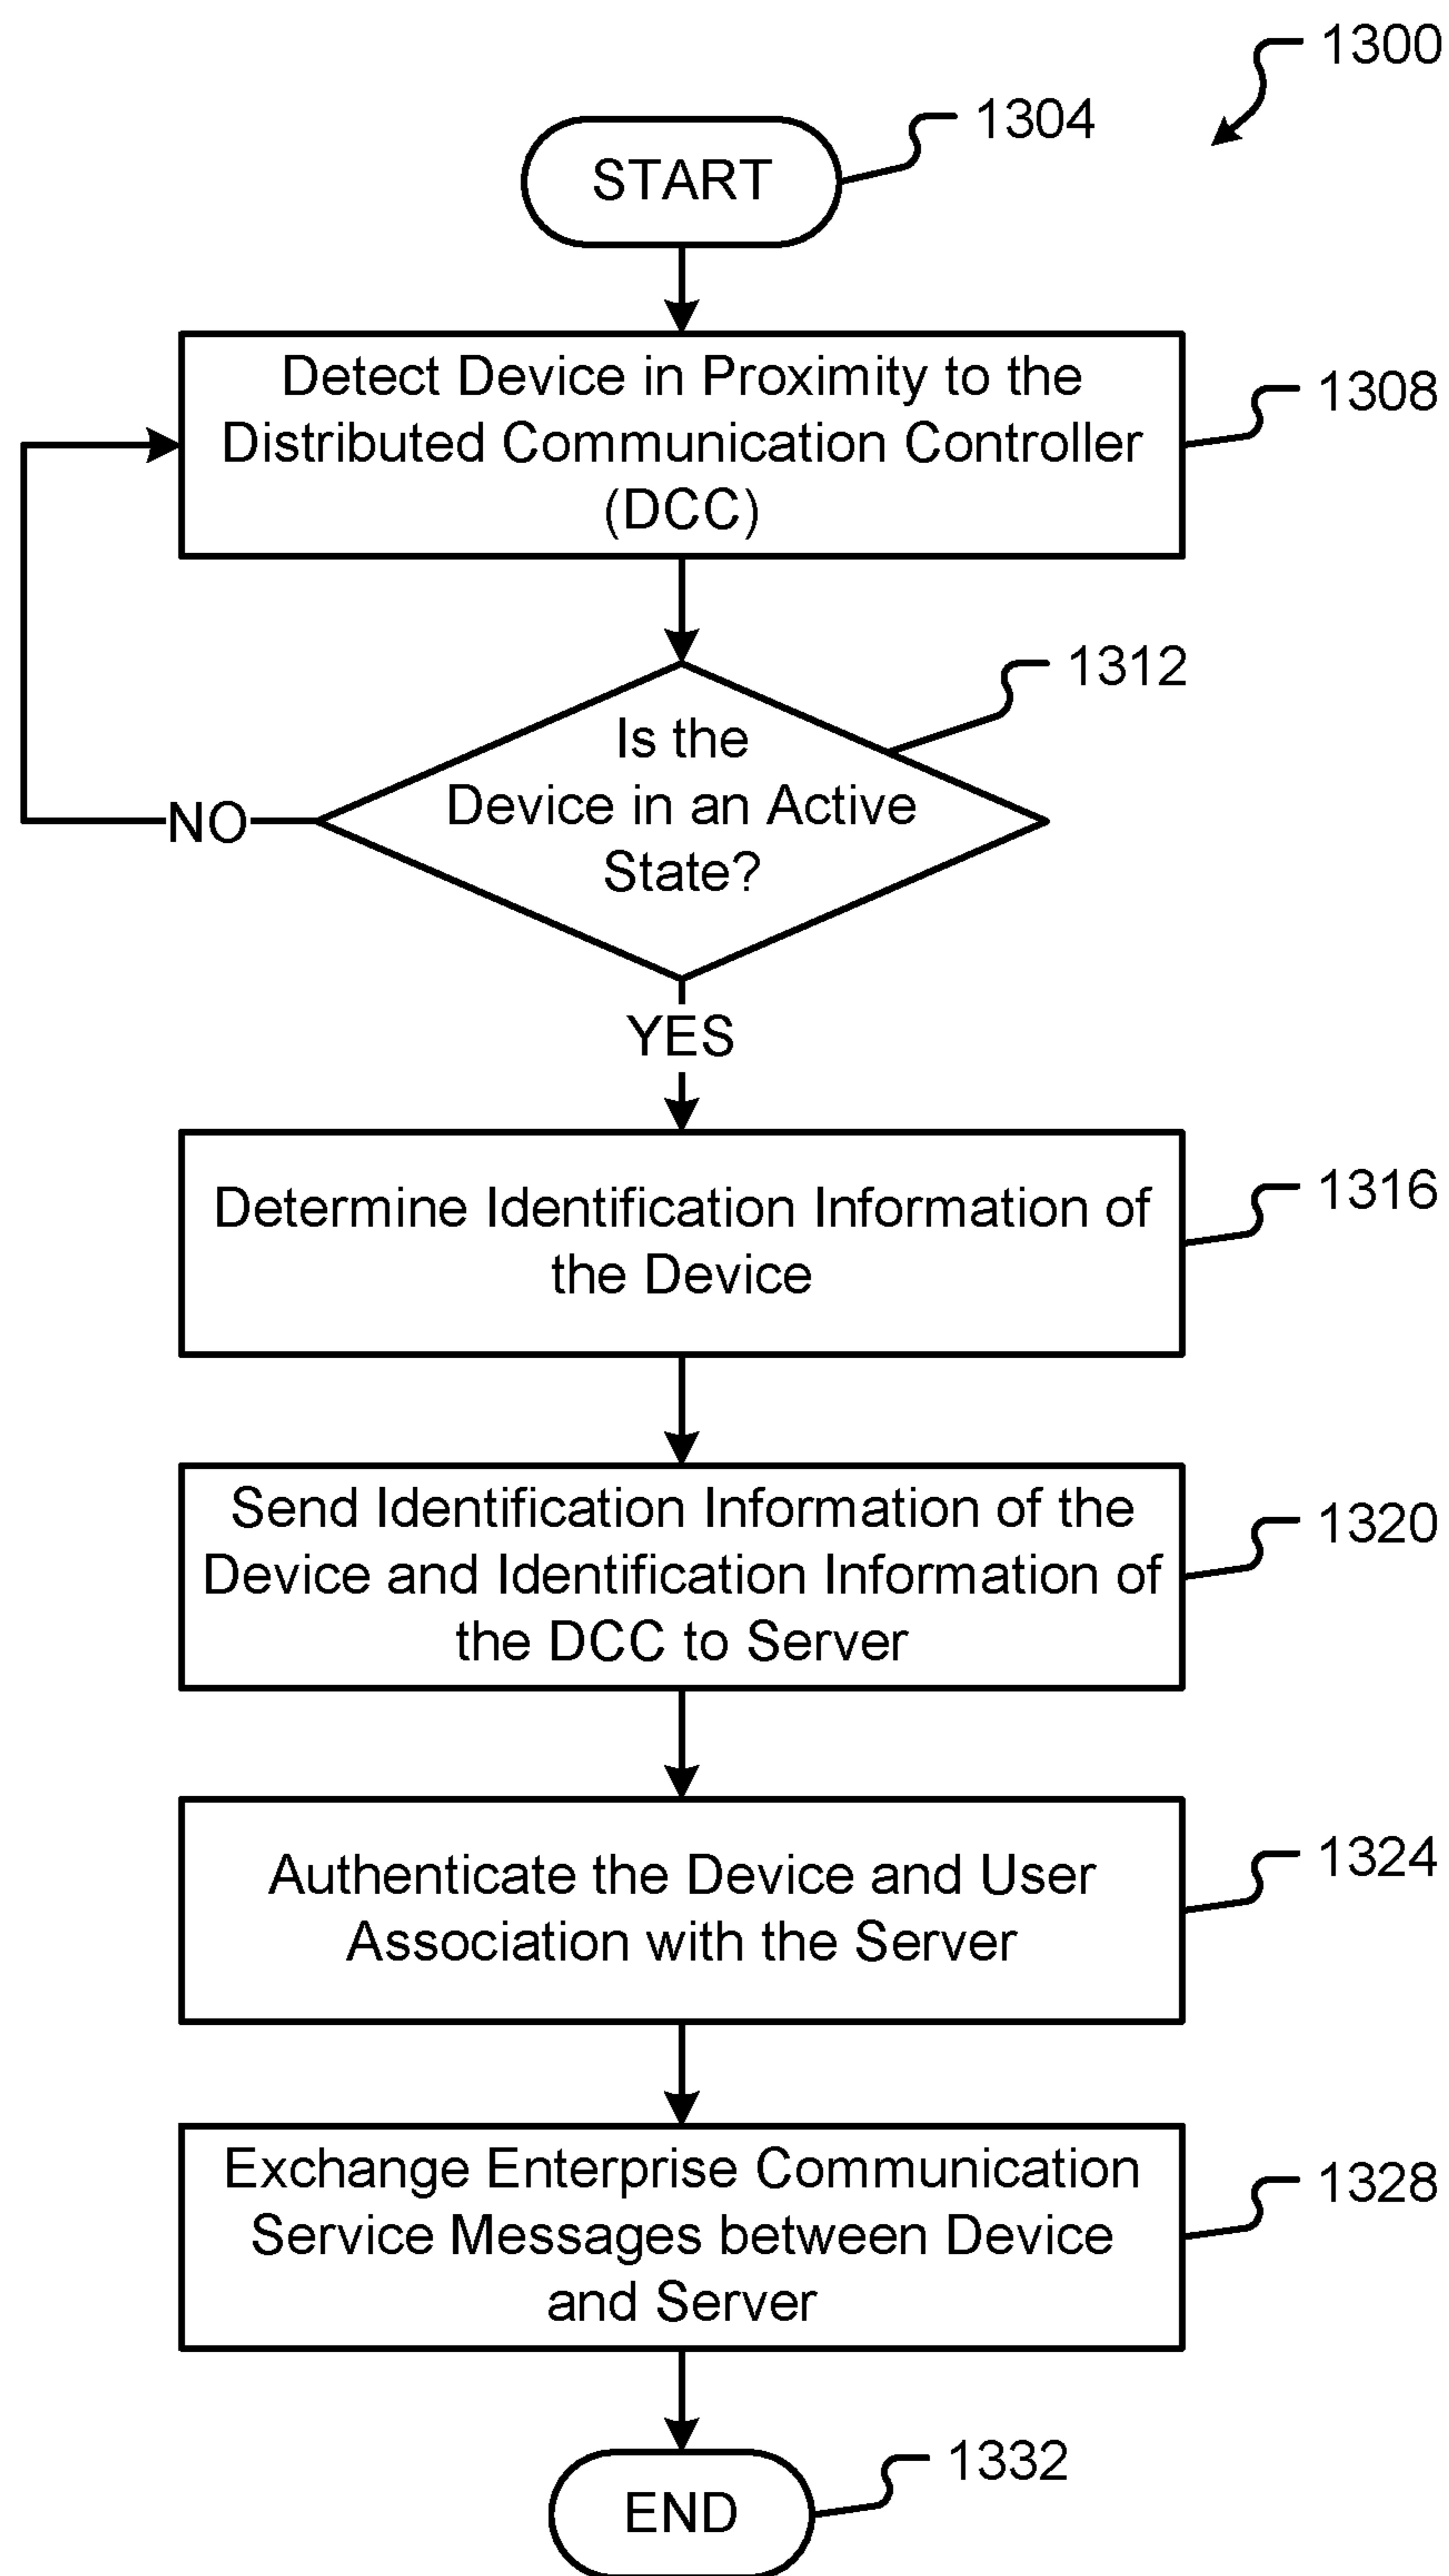 1300
1304
START
Detect Device in Proximity to the
Distributed Communication Controller
(DCC)
1308
1312
Is the
Device in an Active
State?
NO
YES
Determine Identification Information of
the Device
1316
Send Identification Information of the
Device and Identification Information of
the DCC to Server
1320
Authenticate the Device and User
Association with the Server
1324
Exchange Enterprise Communication
Service Messages between Device
and Server
1328
1332
END